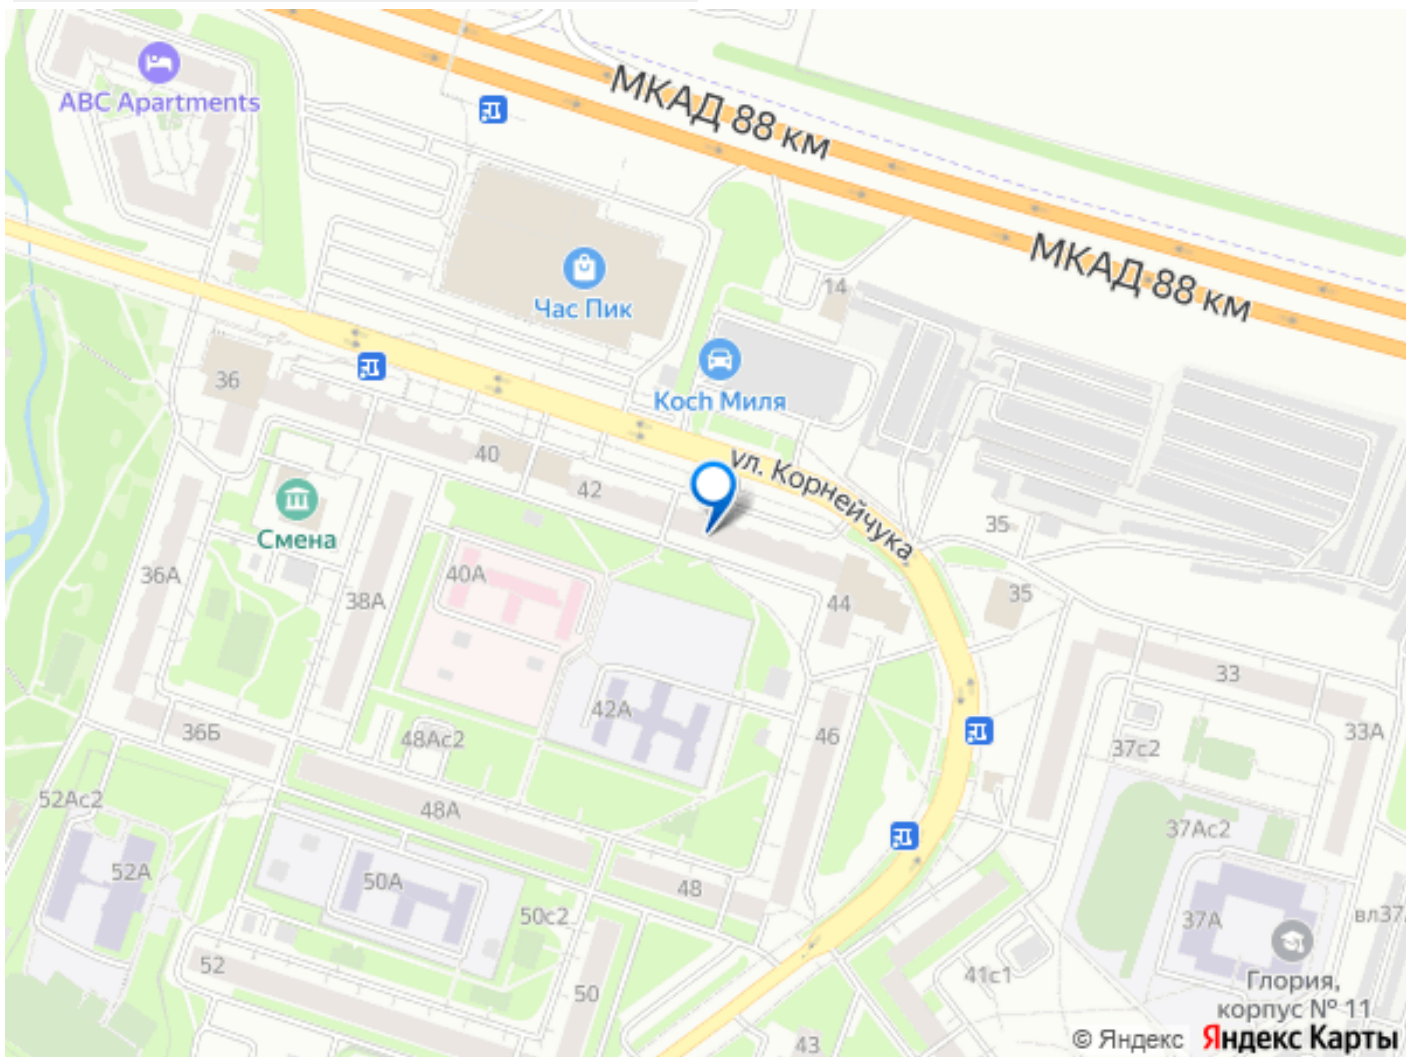 ABC Apartments
МКАД 88 км
МКАД 88 км
Час Пик
14
Koch Миля
36
40
42
ул. Корнейчука
Смена
35
35
36А
38А
40А
44
33
42А
46
36Б
48Ас2
37с2
33А
52Ас2
48А
37Ас2
52А
50А
48
50с2
37А
вл37
52
50
41с1
Глория,
корпус № 11
43
© Яндекс Яндекс Карты